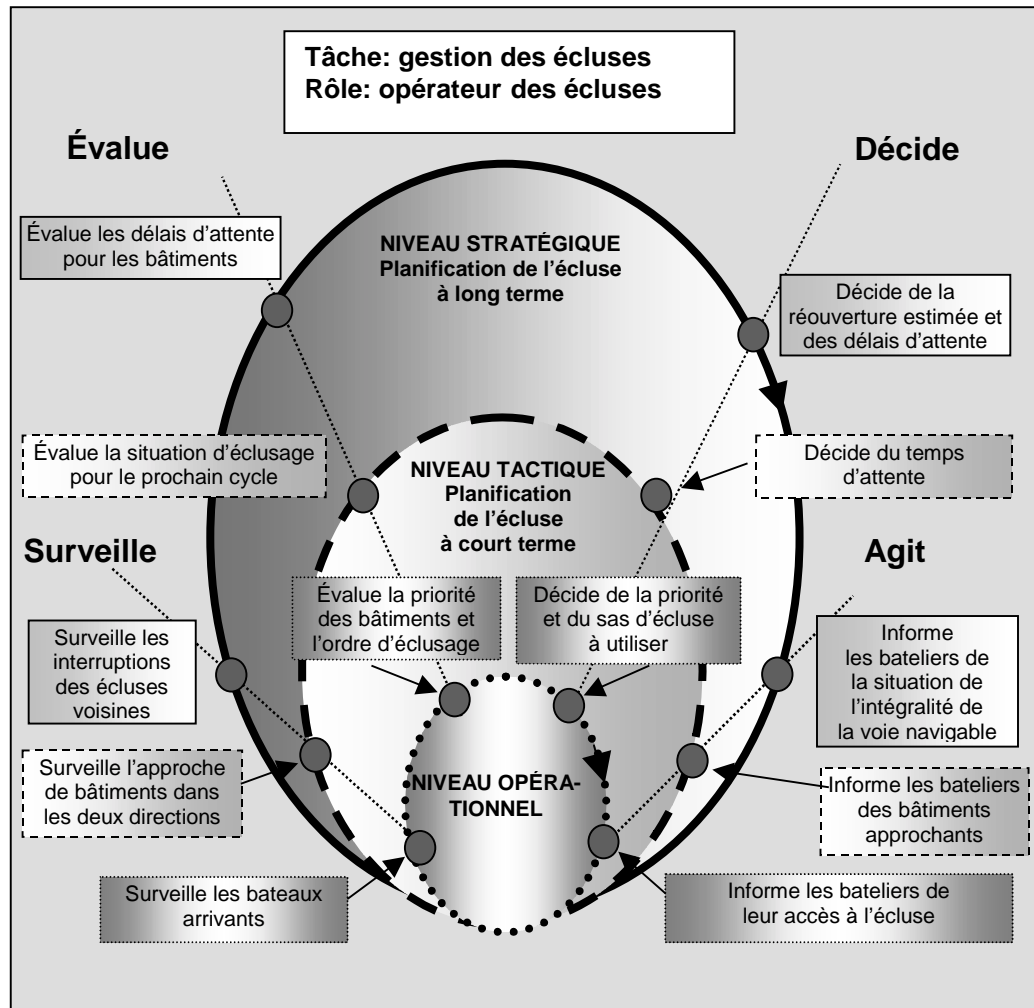 Tâche: gestion des écluses
Rôle: opérateur des écluses
Évalue
Décide
Évalue les délais d'attente
pour les bâtiments
NIVEAU STRATÉGIQUE
Planification de l'écluse
à long terme
Décide de la
réouverture estimée et
des délais d'attente
Évalue la situation d'éclusage
pour le prochain cycle
NIVEAU TACTIQUE
Planification
de l'écluse
à court terme
Décide du temps
d'attente
Surveille
Agit
Évalue la priorité
des bâtiments et
l'ordre d'éclusage
Décide de la priorité
et du sas d'écluse
à utiliser
Surveille les
interruptions
des écluses
voisines
Informe
les bateliers de
la situation de
l'intégralité de
la voie navigable
Surveille l'approche
de bâtiments dans
les deux directions
NIVEAU OPÉRA-
TIONNEL
Informe les bateliers
des bâtiments
approchants
Surveille les bateaux
arrivants
Informe les bateliers de
leur accès à l'écluse